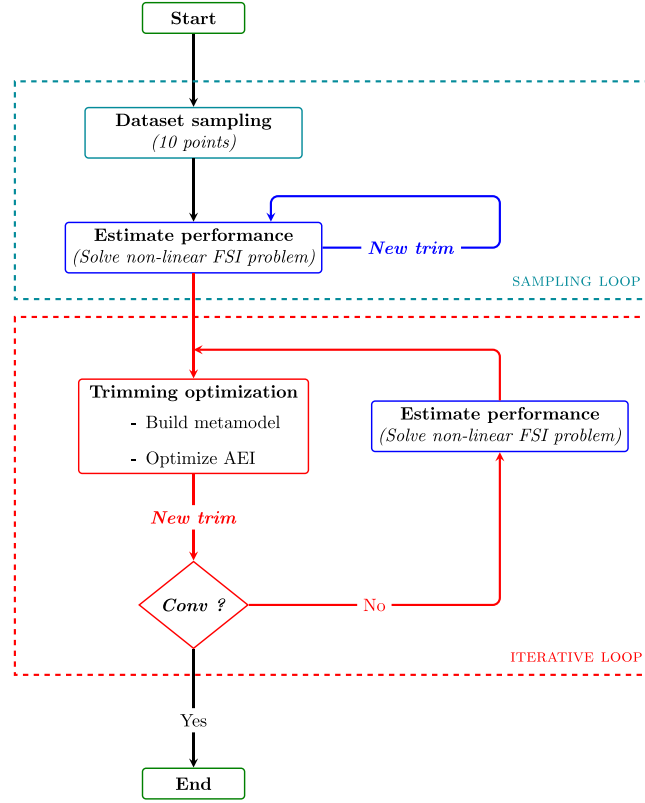 Start
Dataset sampling
(10 points)
Estimate performance
(Solve non-linear FSI problem)
New trim
SAMPLING LOOP
Trimming optimization
- Build metamodel
- Optimize AEI
Estimate performance
(Solve non-linear FSI problem)
New trim
Conv ?
No
ITERATIVE LOOP
Yes
End